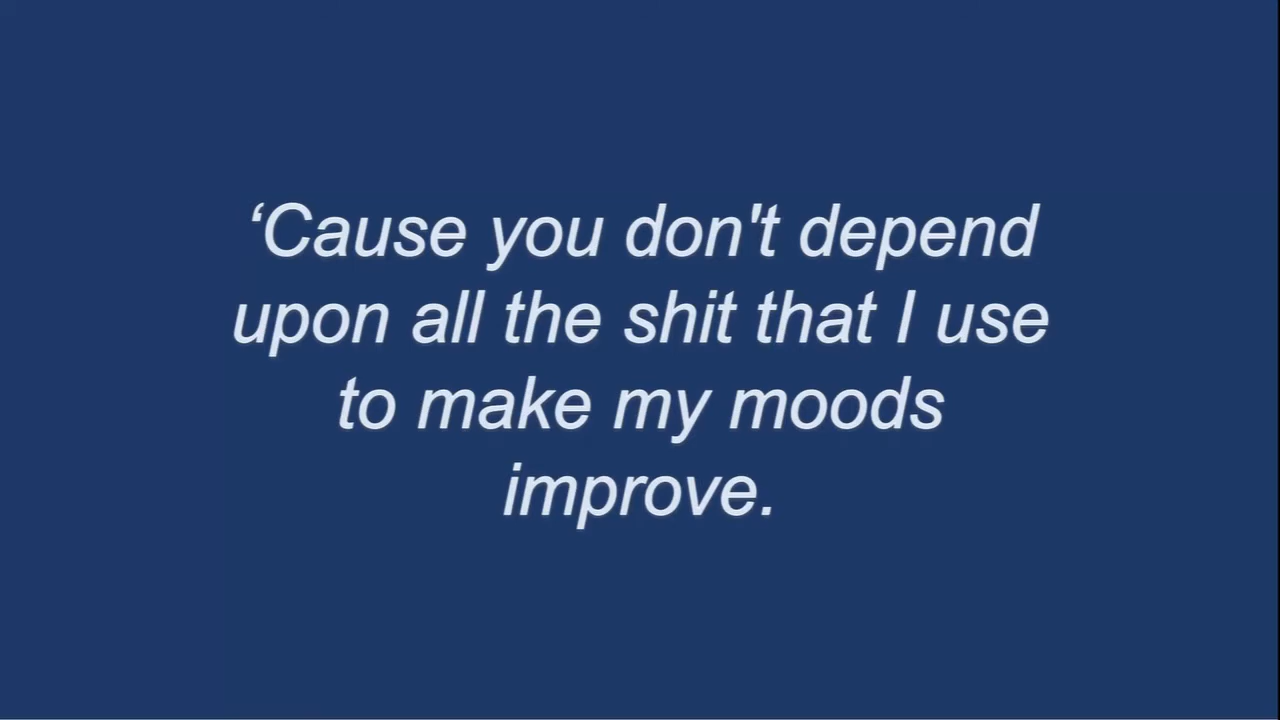 ‘Cause you don't depend
upon all the shit that I use
to make my moods
improve.